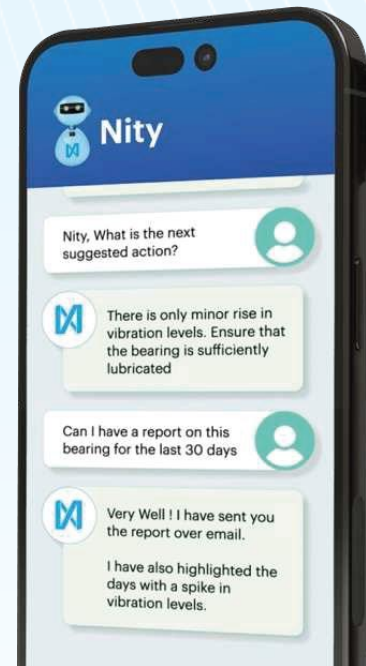 Nity
Nity, What is the next
suggested action?
There is only minor rise in
vibration levels. Ensure that
the bearing is sufficiently
lubricated
Can I have a report on this
bearing for the last 30 days
Very Well ! I have sent you
the report over email.
I have also highlighted the
days with a spike in
vibration levels.